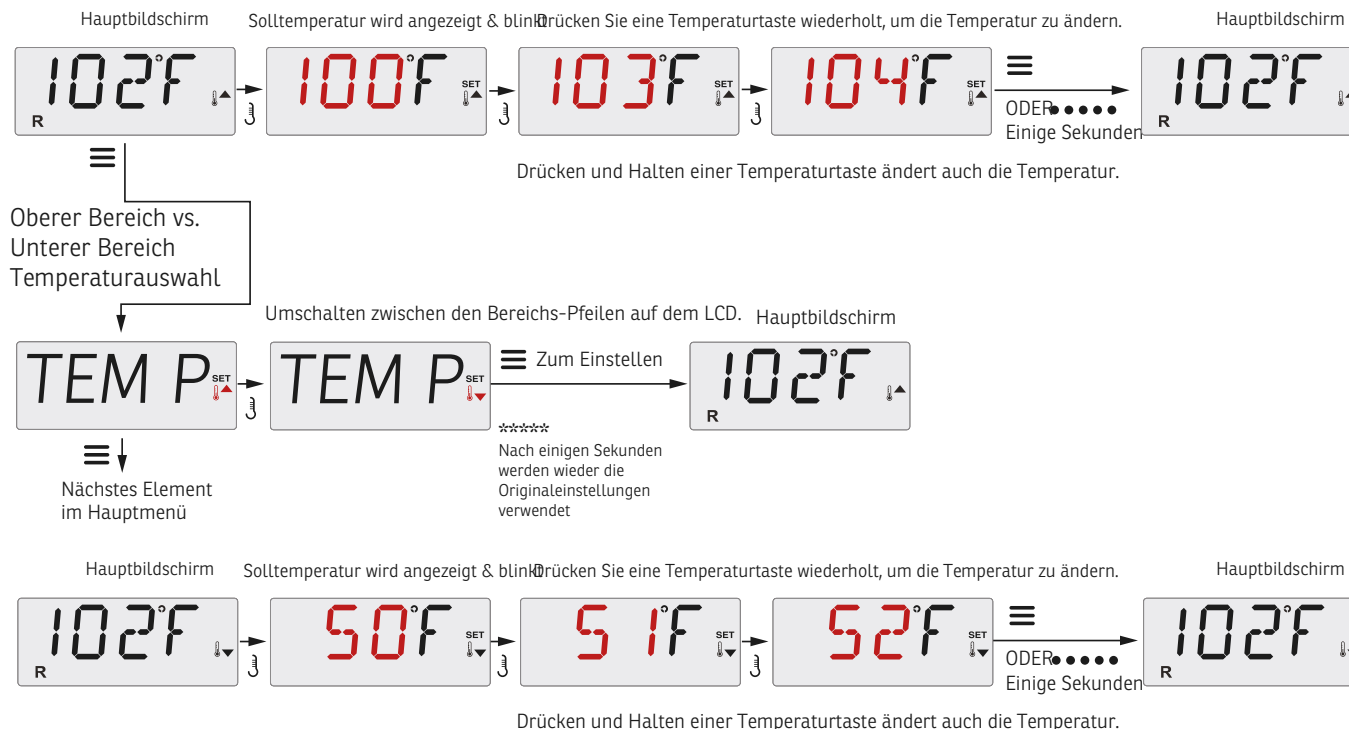 Hauptbildschirm
Solltemperatur wird angezeigt & blinkt
Drücken Sie eine Temperaturtaste wiederholt, um die Temperatur zu ändern.
Hauptbildschirm
102°F
R
100°F
SET
103°F
SET
104°F
SET
ODER
Einige Sekunden
102°F
R
Drücken und Halten einer Temperaturtaste ändert auch die Temperatur.
Oberer Bereich vs.
Unterer Bereich
Temperaturauswahl
Umschalten zwischen den Bereichs-Pfeilen auf dem LCD.
Hauptbildschirm
TEM P
SET
TEM P
SET
Zum Einstellen
*****
Nach einigen Sekunden
werden wieder die
Originaleinstellungen
verwendet
102°F
R
Nächstes Element
im Hauptmenü
Hauptbildschirm
Solltemperatur wird angezeigt & blinkt
Drücken Sie eine Temperaturtaste wiederholt, um die Temperatur zu ändern.
Hauptbildschirm
102°F
R
50°F
SET
51°F
SET
52°F
SET
ODER
Einige Sekunden
102°F
R
Drücken und Halten einer Temperaturtaste ändert auch die Temperatur.